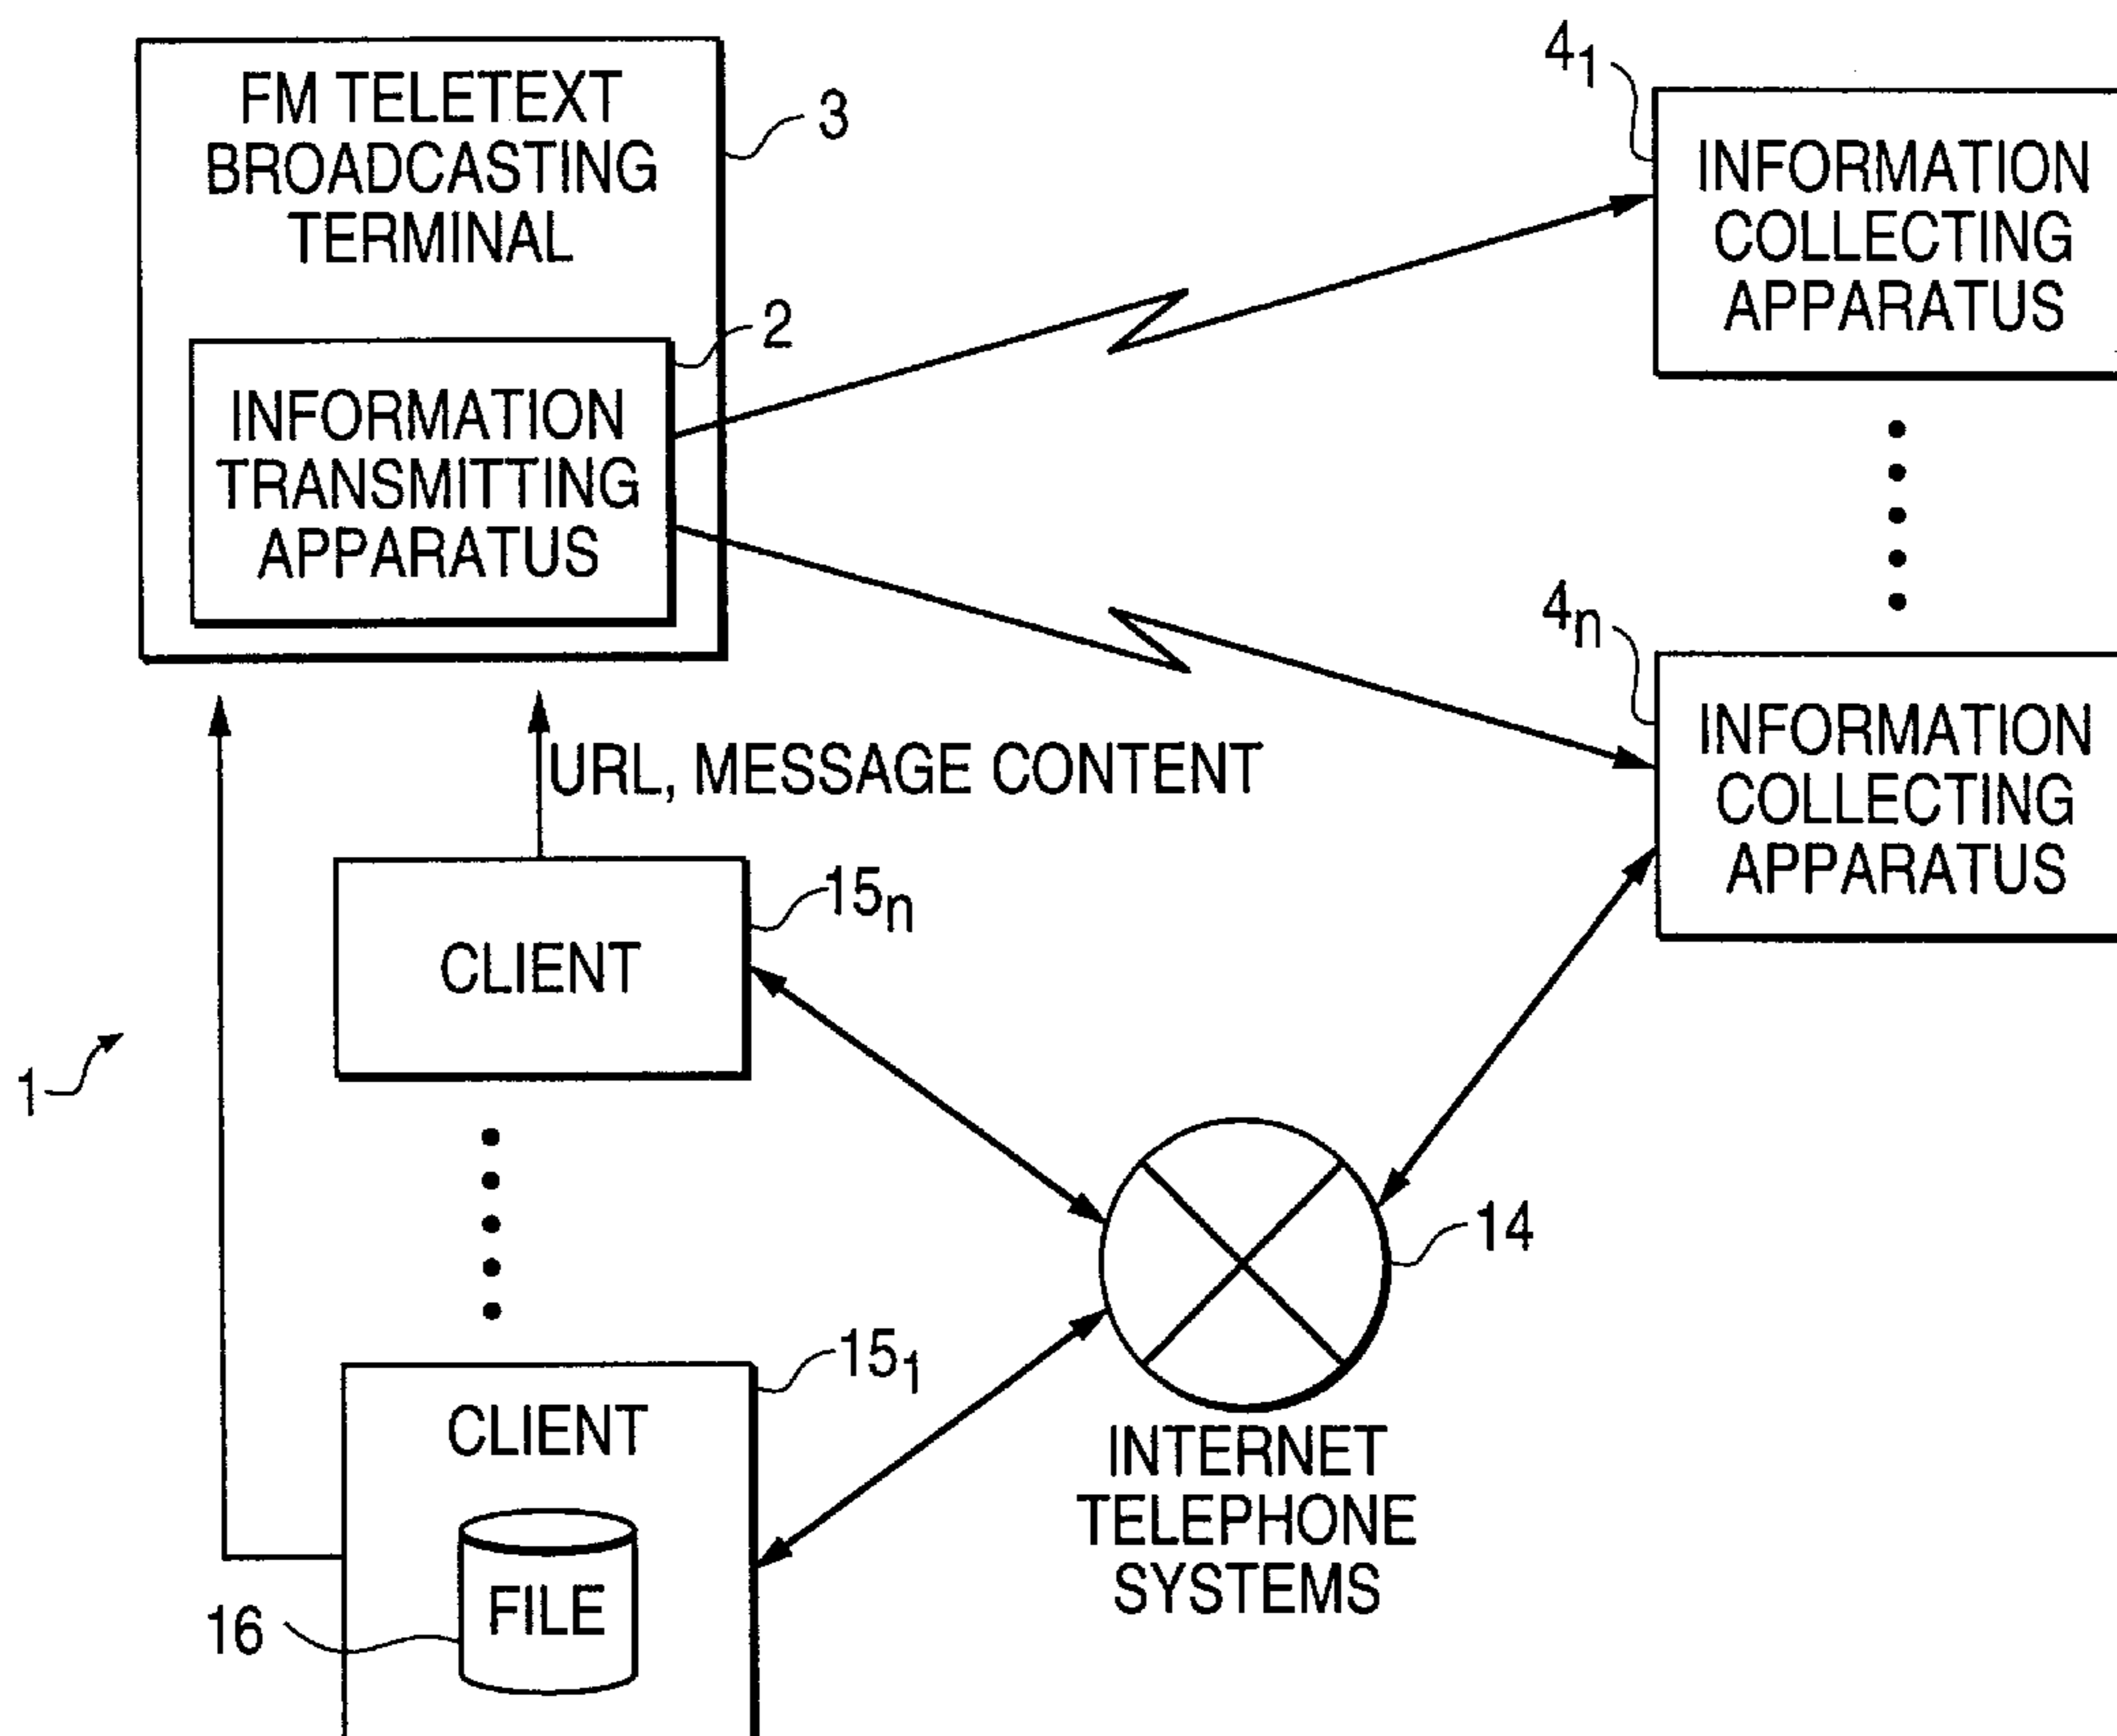 FM TELETEXT
BROADCASTING
TERMINAL
3
2
INFORMATION
TRANSMITTING
APPARATUS
4₁
INFORMATION
COLLECTING
APPARATUS
4ₙ
INFORMATION
COLLECTING
APPARATUS
URL, MESSAGE CONTENT
15ₙ
CLIENT
1
14
INTERNET
TELEPHONE
SYSTEMS
15₁
CLIENT
FILE
16